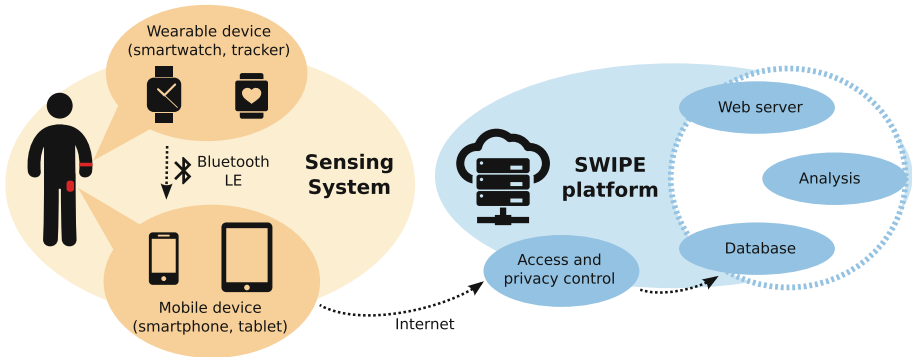 Wearable device
(smartwatch, tracker)
Bluetooth
LE
Sensing
System
Mobile device
(smartphone, tablet)
Internet
SWIPE
platform
Access and
privacy control
Web server
Analysis
Database